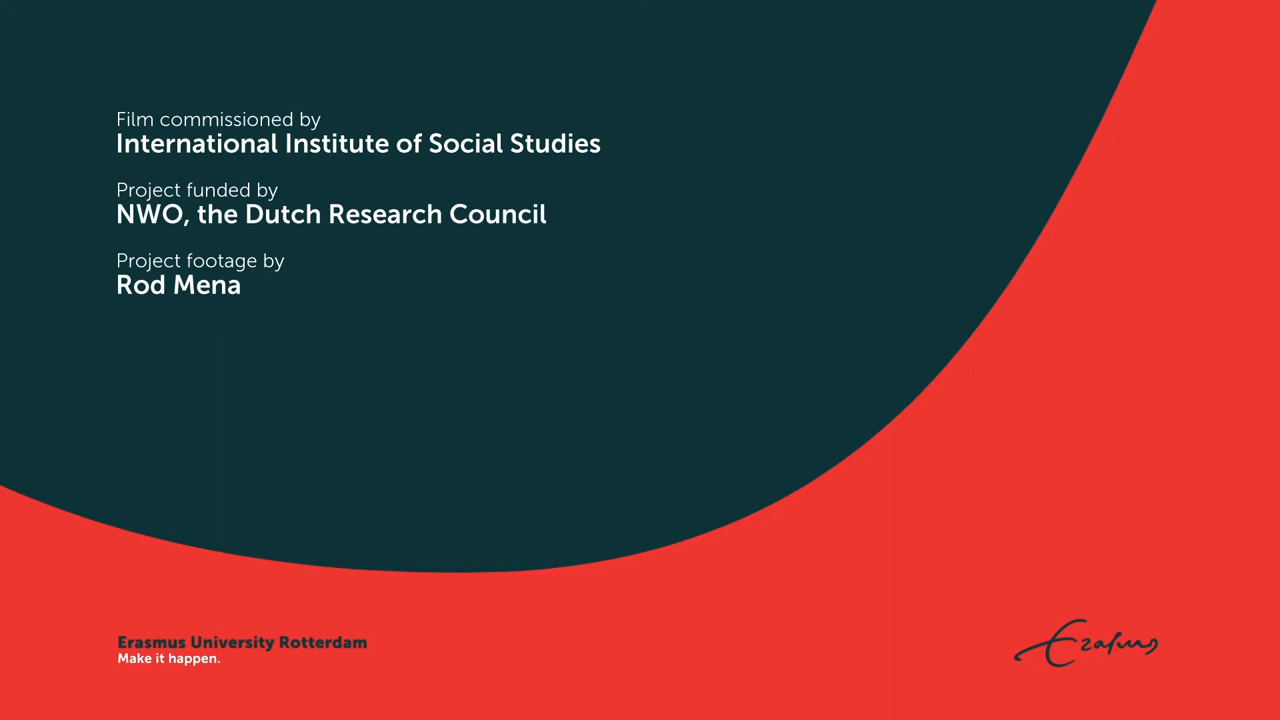 Film commissioned by
International Institute of Social Studies
Project funded by
NWO, the Dutch Research Council
Project footage by
Rod Mena
Erasmus University Rotterdam
Make it happen.
Erasmus